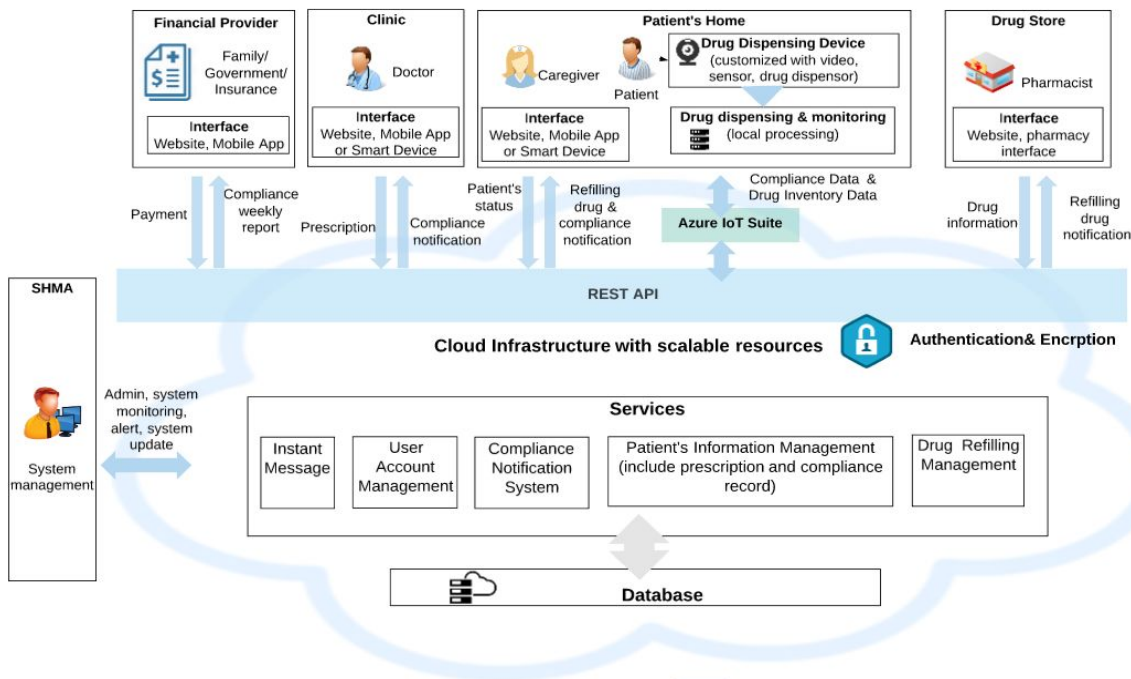 Financial Provider
Family/
Government/
Insurance
Interface
Website, Mobile App
Clinic
Doctor
Interface
Website, Mobile App
or Smart Device
Patient's Home
Caregiver
Patient
Drug Dispensing Device
(customized with video,
sensor, drug dispensor)
Interface
Website, Mobile App
or Smart Device
Drug dispensing & monitoring
(local processing)
Drug Store
Pharmacist
Interface
Website, pharmacy
interface
Payment
Compliance
weekly
report
Prescription
Compliance
notification
Patient's
status
Refilling
drug &
compliance
notification
Compliance Data &
Drug Inventory Data
Azure IoT Suite
Drug
information
Refilling
drug
notification
REST API
SHMA
System
management
Admin, system
monitoring,
alert, system
update
Cloud Infrastructure with scalable resources
Authentication& Encrption
Services
Instant
Message
User
Account
Management
Compliance
Notification
System
Patient's Information Management
(include prescription and compliance
record)
Drug Refilling
Management
Database